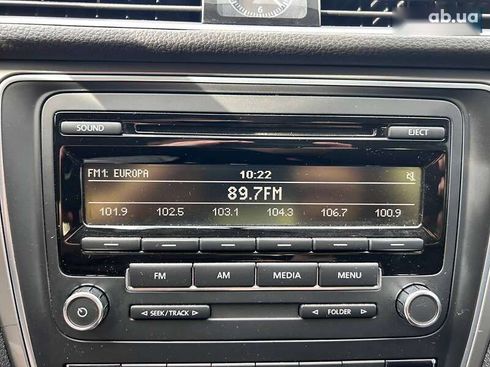 ab.ua
6
SOUND
EJECT
FM1: EUROPA 10:22
89.7FM
101.9 102.5 103.1 104.3 106.7 100.9
FM AM MEDIA MENU
SEEK/TRACK FOLDER